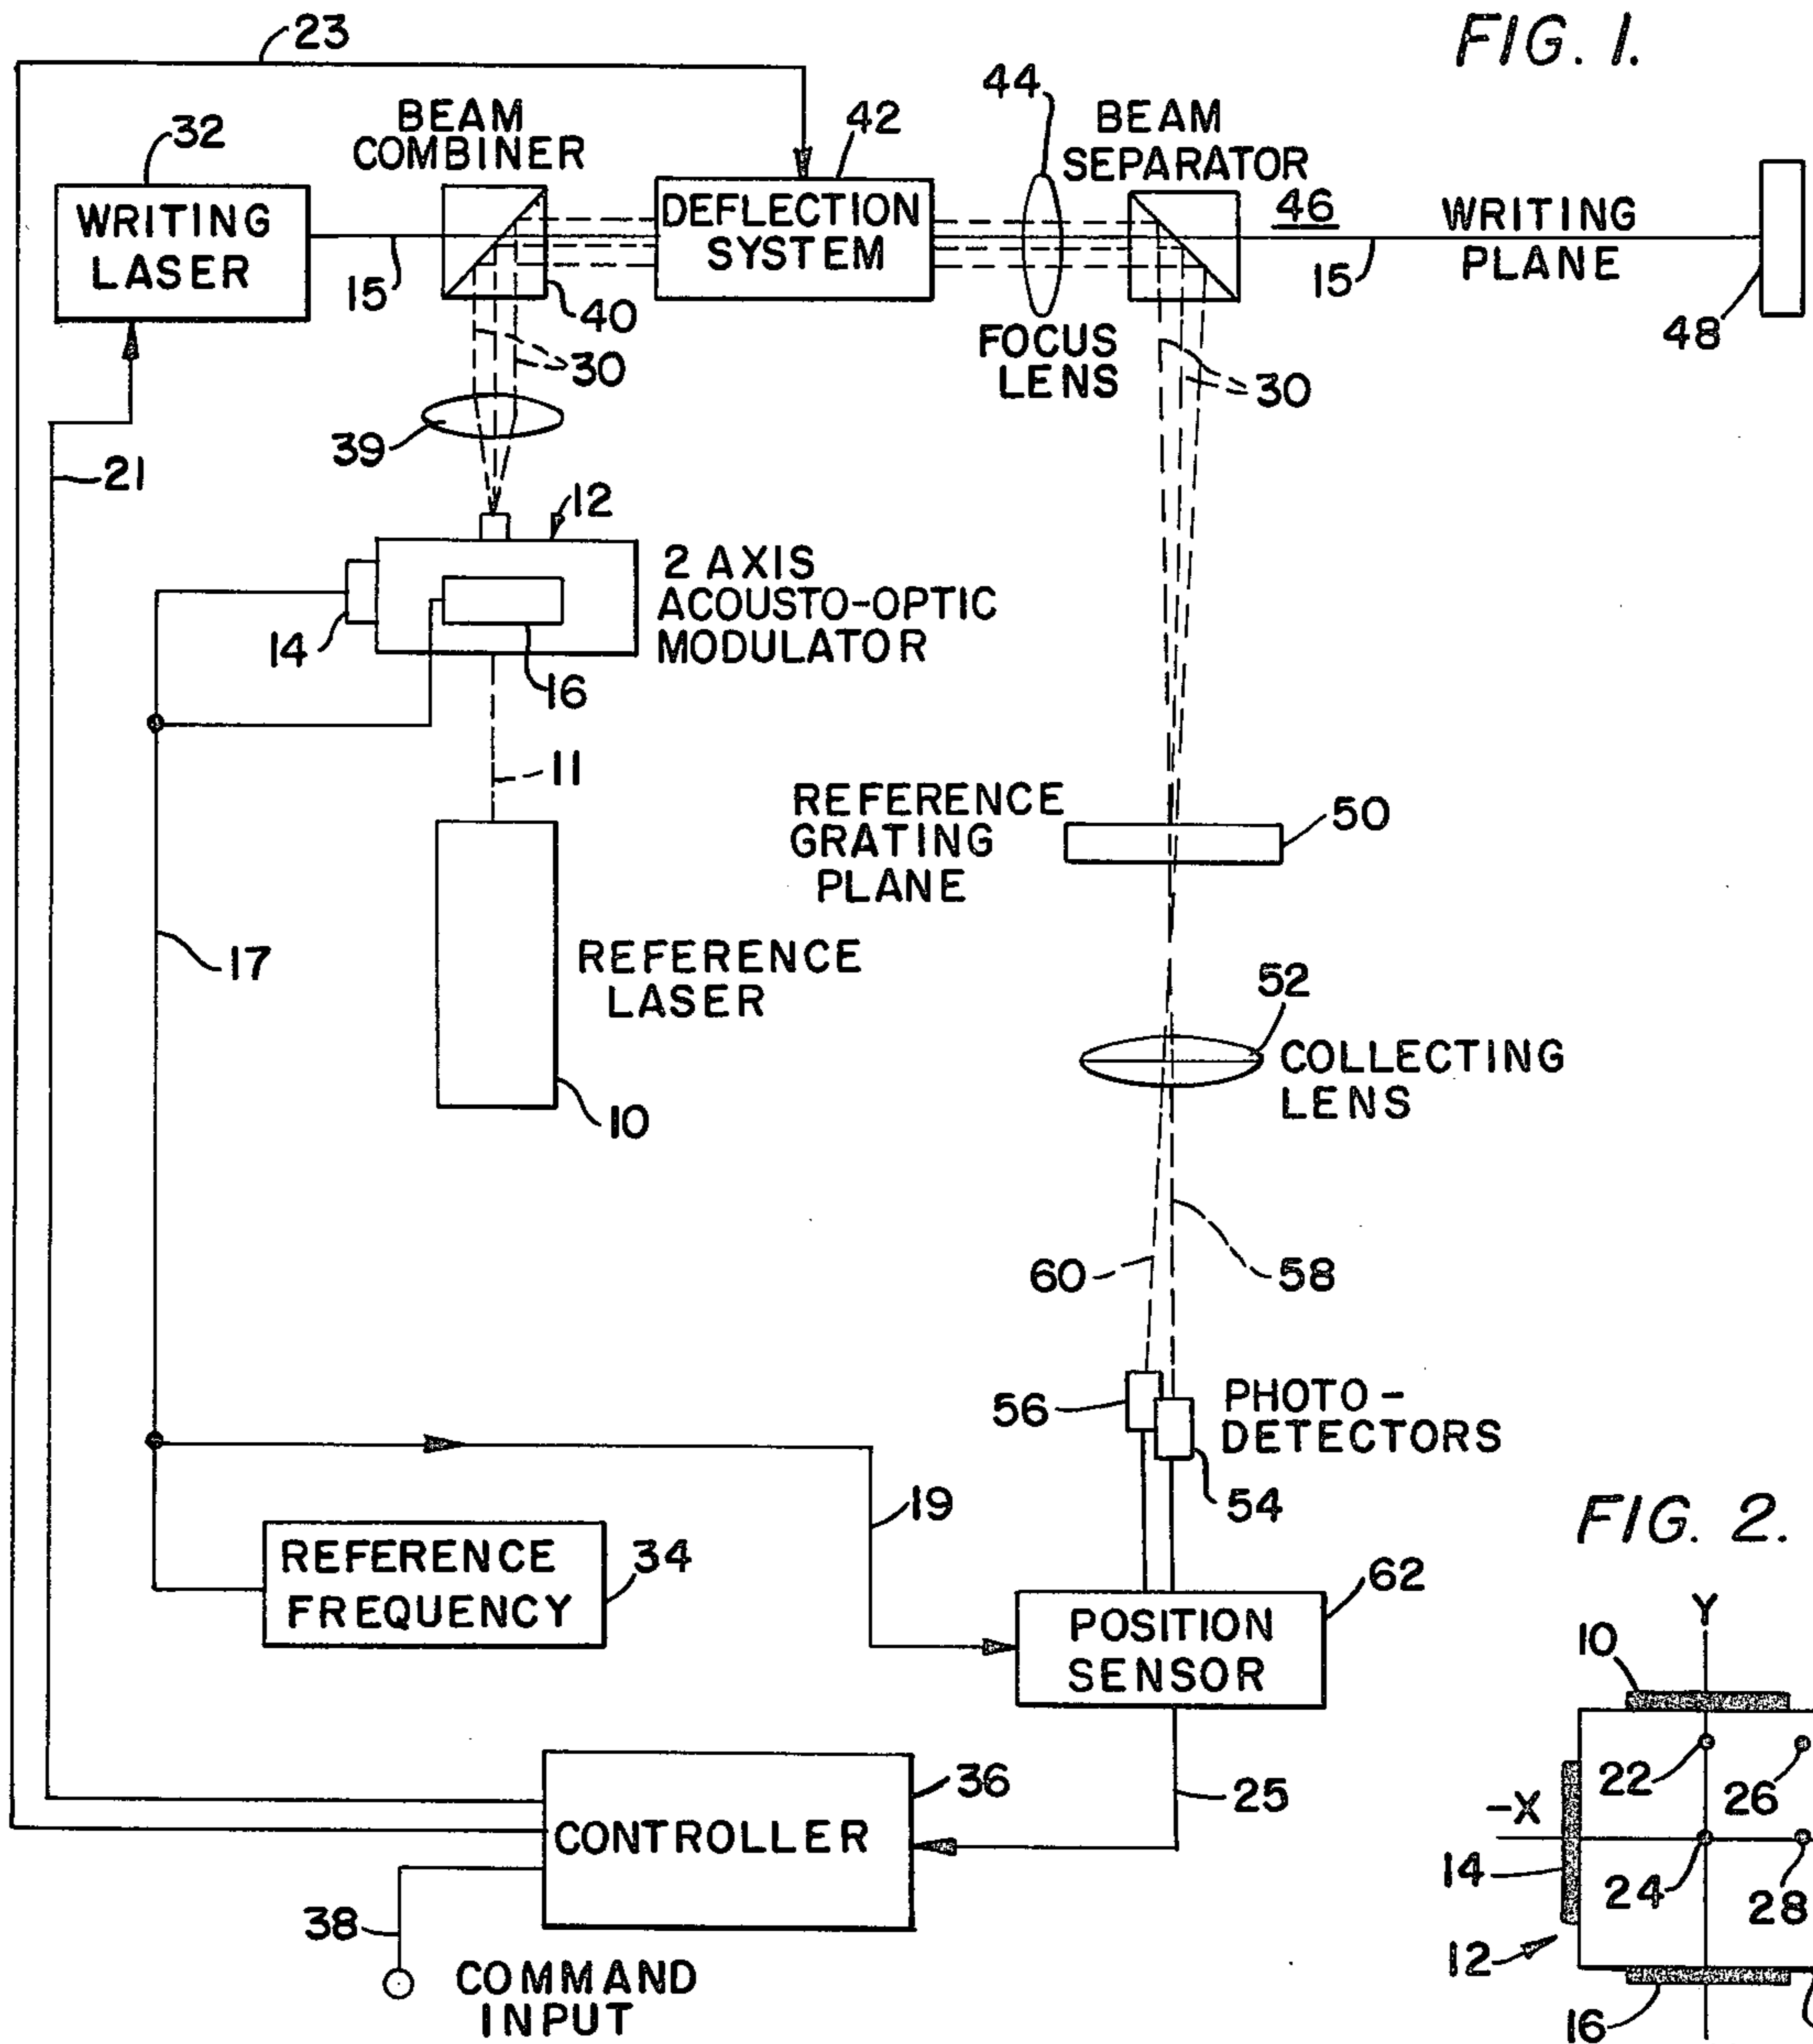 FIG. 1.
23
BEAM
COMBINER
32
42
44
BEAM
SEPARATOR
WRITING
LASER
DEFLECTION
SYSTEM
46
WRITING
PLANE
15
15
40
48
FOCUS
LENS
30
30
39
21
12
2 AXIS
ACOUSTO-OPTIC
MODULATOR
14
16
11
REFERENCE
GRATING
PLANE
50
17
REFERENCE
LASER
52
COLLECTING
LENS
10
60
58
56
PHOTO-
DETECTORS
54
19
REFERENCE
FREQUENCY
34
62
POSITION
SENSOR
36
25
CONTROLLER
38
COMMAND
INPUT
FIG. 2.
Y
10
22
26
-X
14
24
28
12
16